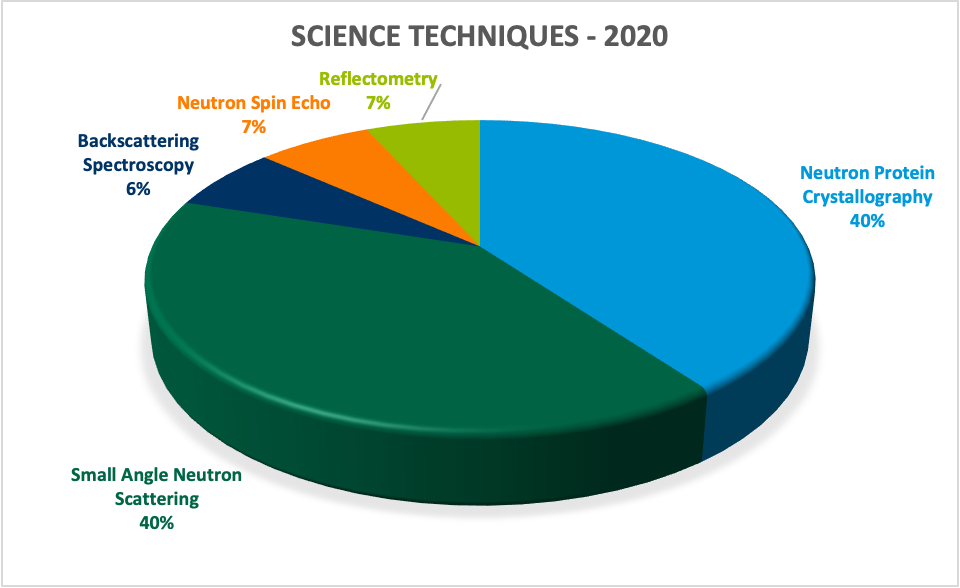 SCIENCE TECHNIQUES - 2020
Reflectometry
7%
Neutron Spin Echo
7%
Backscattering
Spectroscopy
6%
Neutron Protein
Crystallography
40%
Small Angle Neutron
Scattering
40%